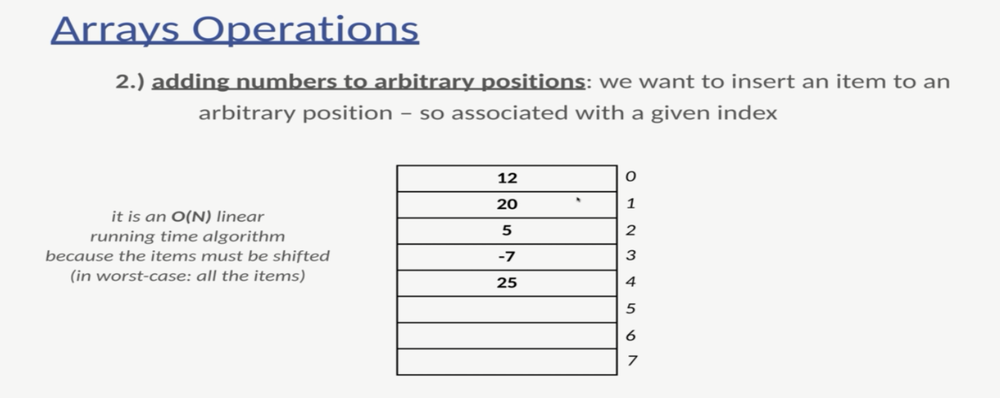 Arrays Operations
2.) adding numbers to arbitrary positions: we want to insert an item to an
arbitrary position – so associated with a given index
it is an O(N) linear
running time algorithm
because the items must be shifted
(in worst-case: all the items)
12 0
20 1
5 2
-7 3
25 4
5
6
7